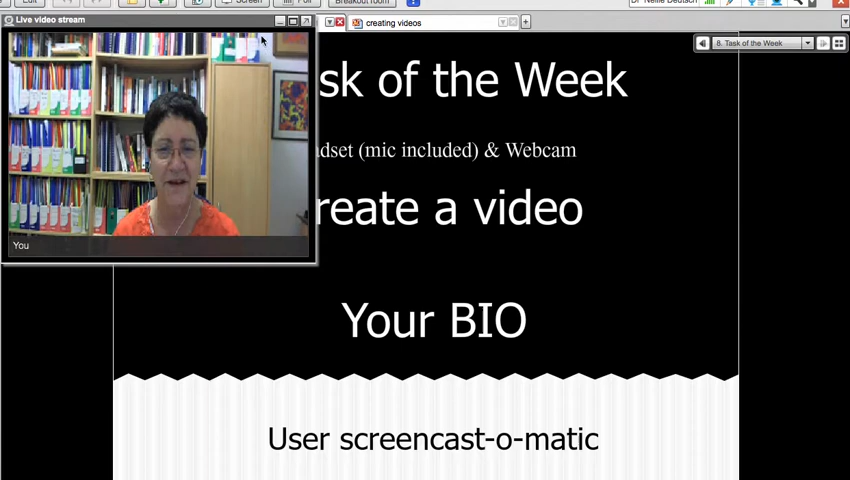 Edit
Screen
Poll
Breakout room
Dr Nellie Deutsch
Live video stream
creating videos
8. Task of the Week
sk of the Week
dset (mic included) & Webcam
reate a video
You
Your BIO
User screencast-o-matic